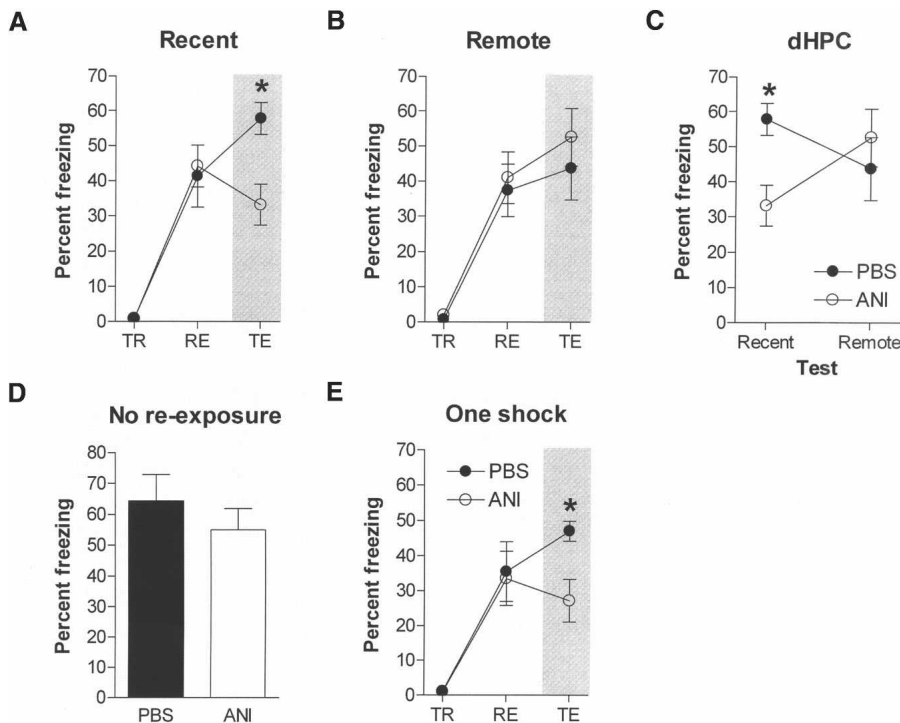 A
Recent
Percent freezing
70
60
50
40
30
20
10
0
*
TR RE TE
B
Remote
Percent freezing
70
60
50
40
30
20
10
0
TR RE TE
C
dHPC
Percent freezing
70
60
50
40
30
20
10
0
*
PBS
ANI
Recent Remote
Test
D
No re-exposure
Percent freezing
80
70
60
50
40
30
20
10
0
PBS ANI
E
One shock
Percent freezing
70
60
50
40
30
20
10
0
PBS
ANI
*
TR RE TE